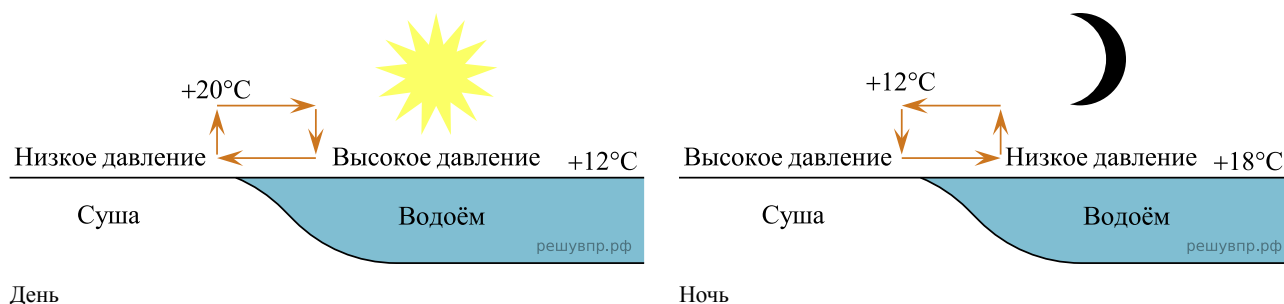 +20°C
Низкое давление
Высокое давление
+12°C
Суша
Водоём
решувпр.рф
День
+12°C
Высокое давление
Низкое давление
+18°C
Суша
Водоём
решувпр.рф
Ночь